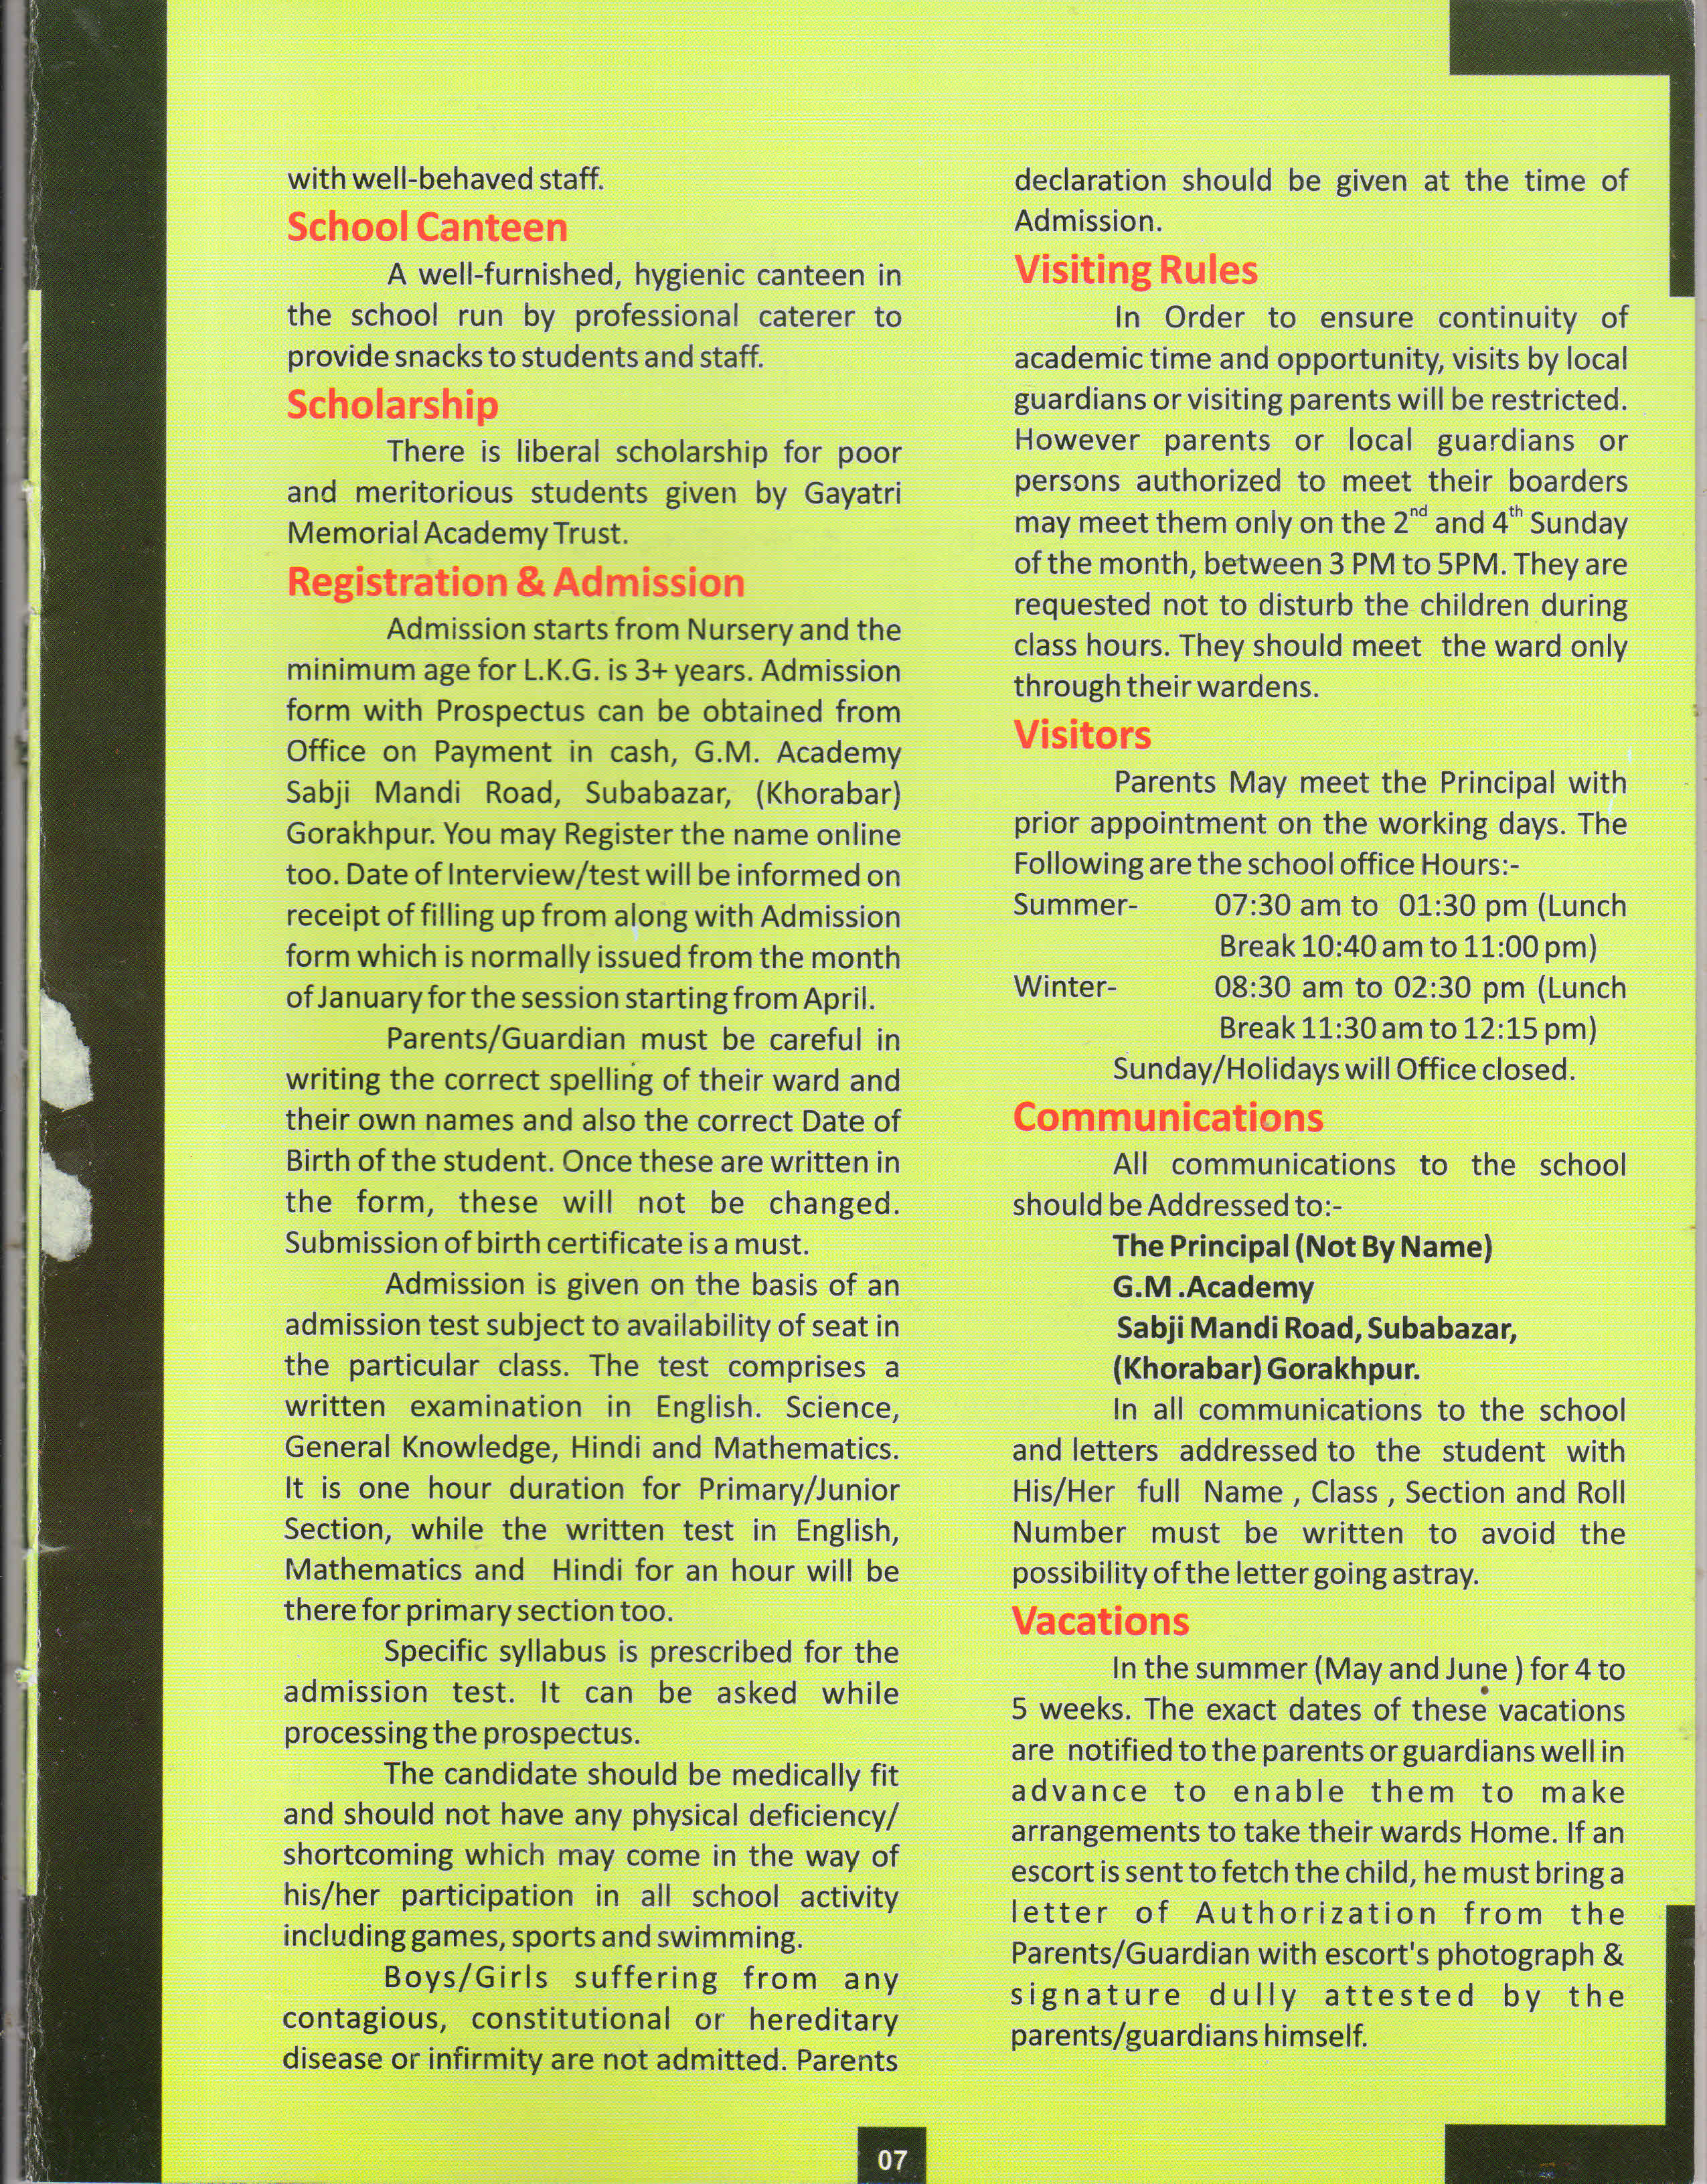 with well-behaved staff.
School Canteen
A well-furnished, hygienic canteen in
the school run by professional caterer to
provide snacks to students and staff.
Scholarship
There is liberal scholarship for poor
and meritorious students given by Gayatri
Memorial Academy Trust.
Registration & Admission
Admission starts from Nursery and the
minimum age for L.K.G. is 3+ years. Admission
form with Prospectus can be obtained from
Office on Payment in cash, G.M. Academy
Sabji Mandi Road, Subabazar, (Khorabar)
Gorakhpur. You may Register the name online
too. Date of Interview/test will be informed on
receipt of filling up from along with Admission
form which is normally issued from the month
of January for the session starting from April.
Parents/Guardian must be careful in
writing the correct spelling of their ward and
their own names and also the correct Date of
Birth of the student. Once these are written in
the form, these will not be changed.
Submission of birth certificate is a must.
Admission is given on the basis of an
admission test subject to availability of seat in
the particular class. The test comprises a
written examination in English. Science,
General Knowledge, Hindi and Mathematics.
It is one hour duration for Primary/Junior
Section, while the written test in English,
Mathematics and Hindi for an hour will be
there for primary section too.
Specific syllabus is prescribed for the
admission test. It can be asked while
processing the prospectus.
The candidate should be medically fit
and should not have any physical deficiency/
shortcoming which may come in the way of
his/her participation in all school activity
including games, sports and swimming.
Boys/Girls suffering from any
contagious, constitutional or hereditary
disease or infirmity are not admitted. Parents
declaration should be given at the time of
Admission.
Visiting Rules
In Order to ensure continuity of
academic time and opportunity, visits by local
guardians or visiting parents will be restricted.
However parents or local guardians or
persons authorized to meet their boarders
may meet them only on the 2nd and 4th Sunday
of the month, between 3 PM to 5PM. They are
requested not to disturb the children during
class hours. They should meet the ward only
through their wardens.
Visitors
Parents May meet the Principal with
prior appointment on the working days. The
Following are the school office Hours:-
Summer- 07:30 am to 01:30 pm (Lunch
Break 10:40 am to 11:00 pm)
Winter- 08:30 am to 02:30 pm (Lunch
Break 11:30 am to 12:15 pm)
Sunday/Holidays will Office closed.
Communications
All communications to the school
should be Addressed to:-
The Principal (Not By Name)
G.M .Academy
Sabji Mandi Road, Subabazar,
(Khorabar) Gorakhpur.
In all communications to the school
and letters addressed to the student with
His/Her full Name , Class , Section and Roll
Number must be written to avoid the
possibility of the letter going astray.
Vacations
In the summer (May and June ) for 4 to
5 weeks. The exact dates of these vacations
are notified to the parents or guardians well in
advance to enable them to make
arrangements to take their wards Home. If an
escort is sent to fetch the child, he must bring a
letter of Authorization from the
Parents/Guardian with escort's photograph &
signature dully attested by the
parents/guardians himself.
07